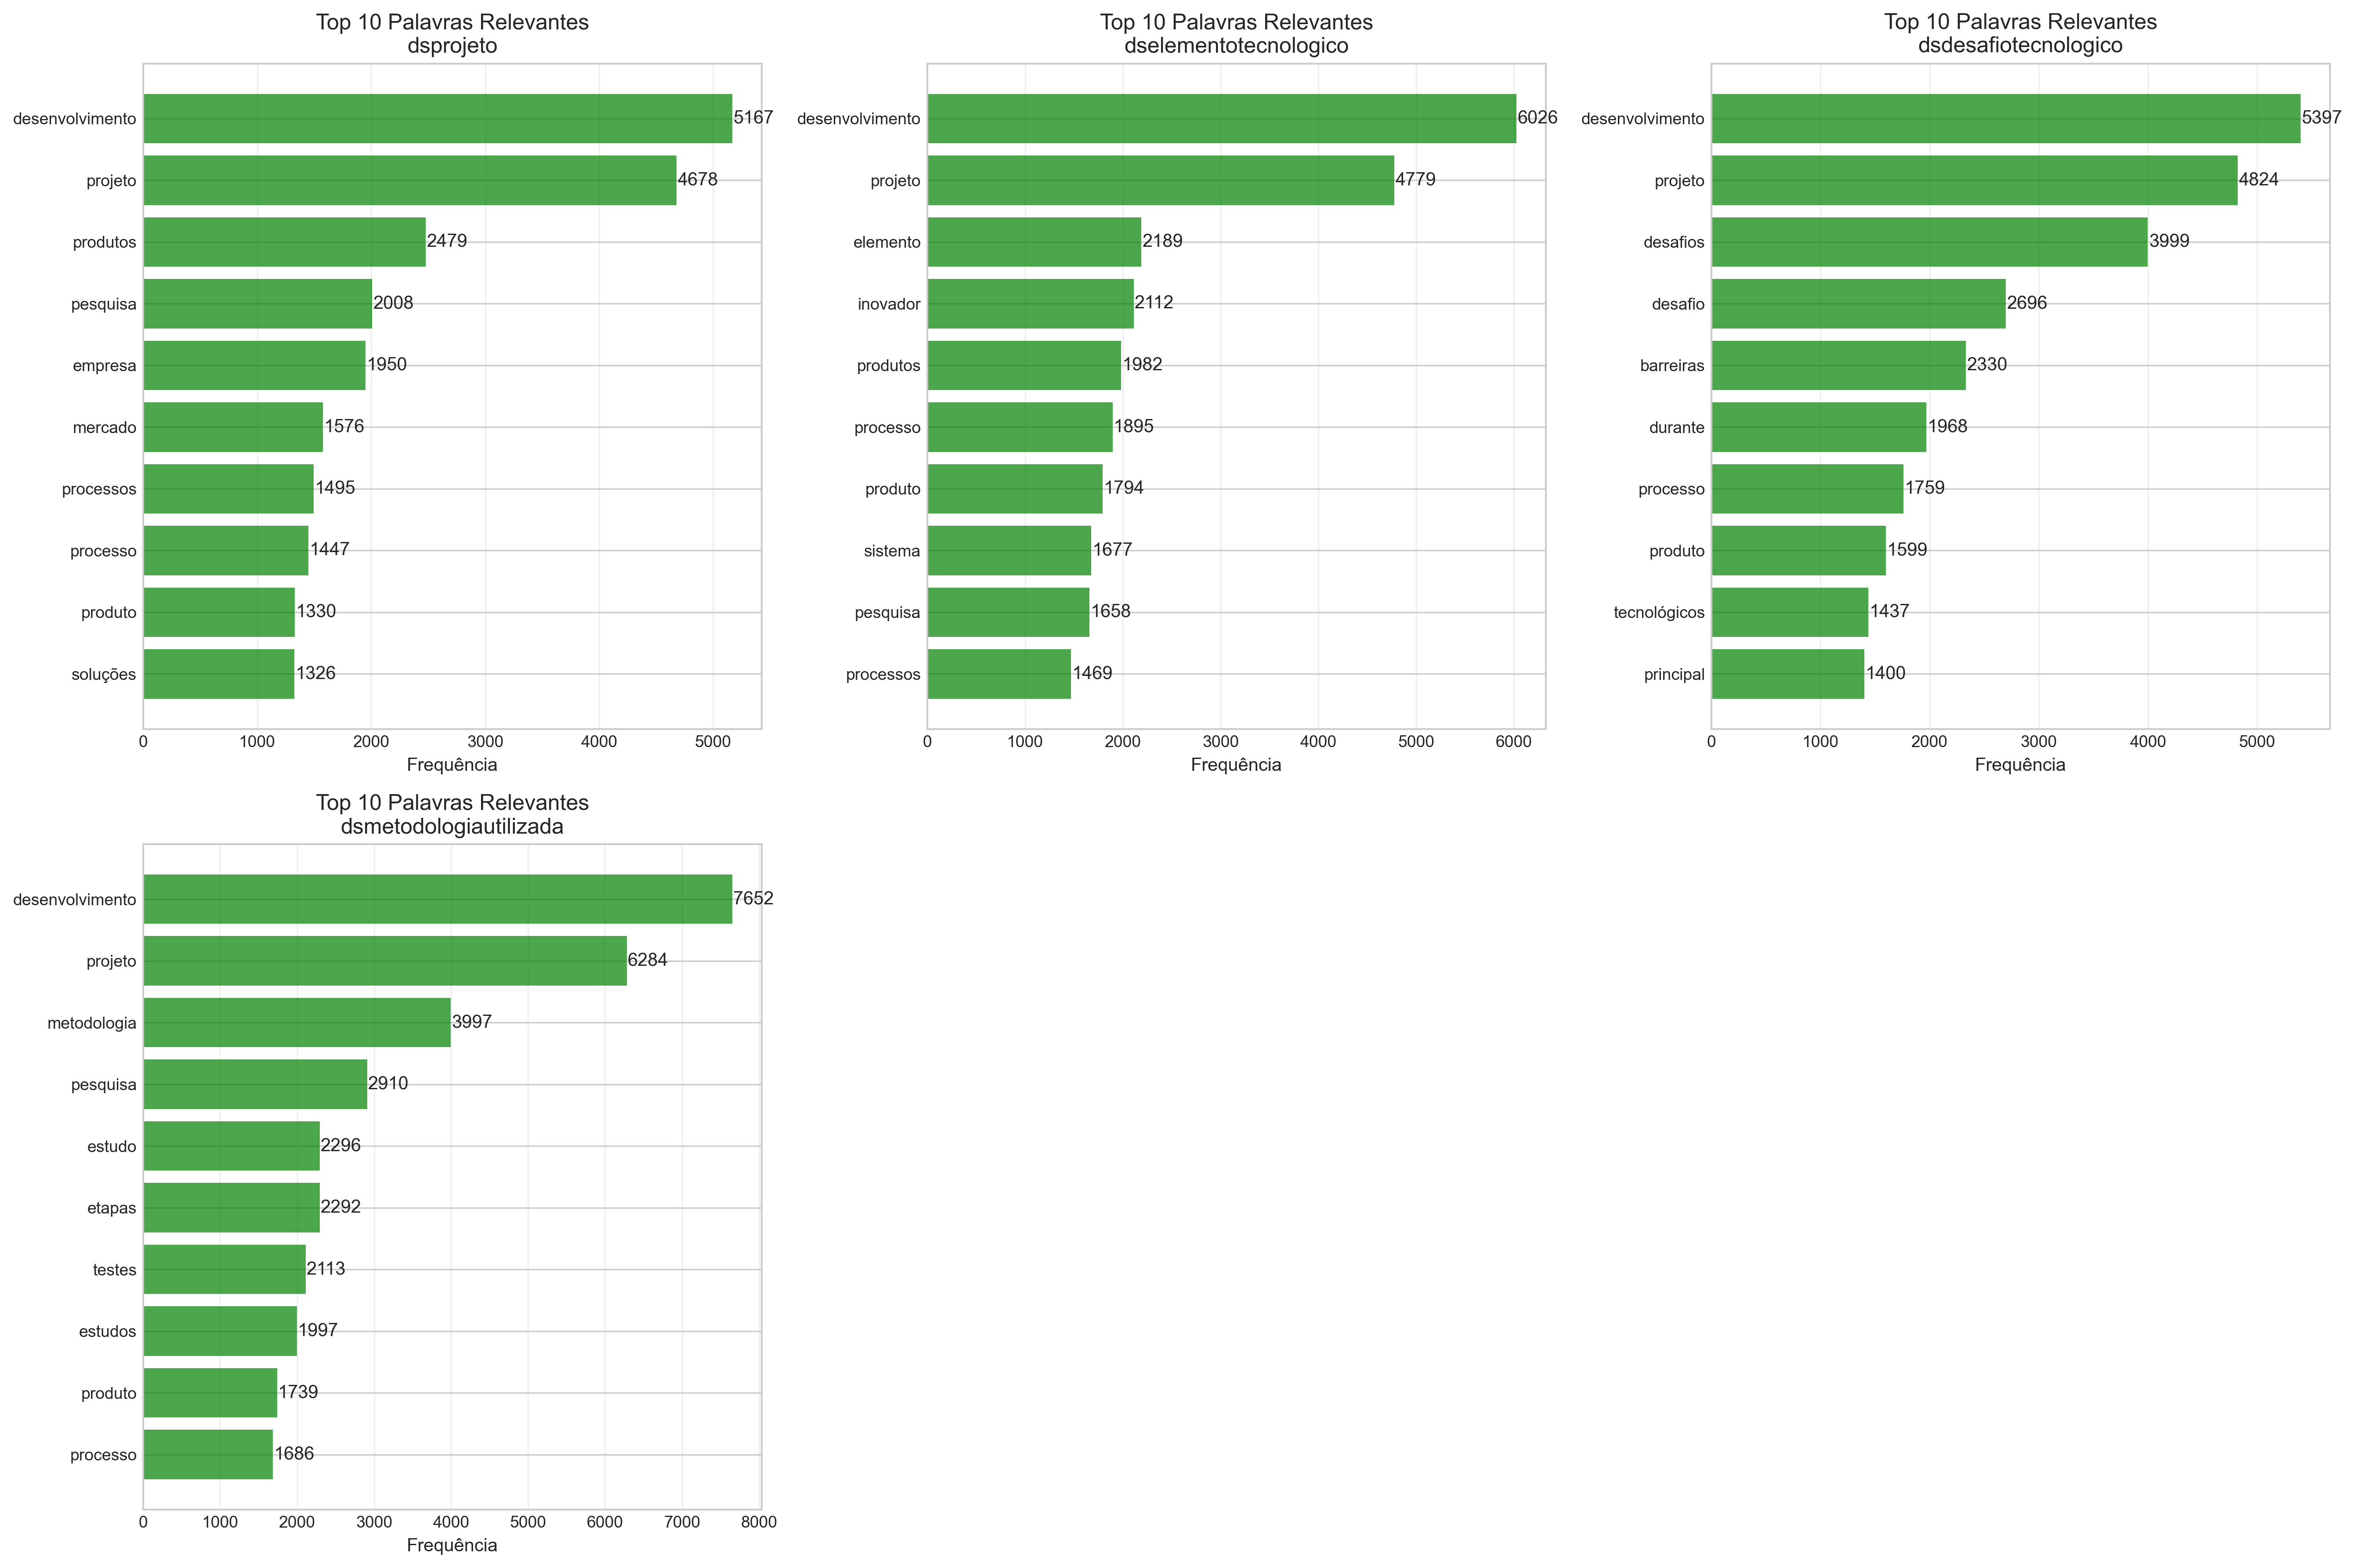 Top 10 Palavras Relevantes
dsprojeto
desenvolvimento 5167
projeto 4678
produtos 2479
pesquisa 2008
empresa 1950
mercado 1576
processos 1495
processo 1447
produto 1330
soluções 1326
0 1000 2000 3000 4000 5000
Frequência
Top 10 Palavras Relevantes
dselementotecnologico
desenvolvimento 6026
projeto 4779
elemento 2189
inovador 2112
produtos 1982
processo 1895
produto 1794
sistema 1677
pesquisa 1658
processos 1469
0 1000 2000 3000 4000 5000 6000
Frequência
Top 10 Palavras Relevantes
dsdesafiotecnologico
desenvolvimento 5397
projeto 4824
desafios 3999
desafio 2696
barreiras 2330
durante 1968
processo 1759
produto 1599
tecnológicos 1437
principal 1400
0 1000 2000 3000 4000 5000
Frequência
Top 10 Palavras Relevantes
dsmetodologiautilizada
desenvolvimento 7652
projeto 6284
metodologia 3997
pesquisa 2910
estudo 2296
etapas 2292
testes 2113
estudos 1997
produto 1739
processo 1686
0 1000 2000 3000 4000 5000 6000 7000 8000
Frequência